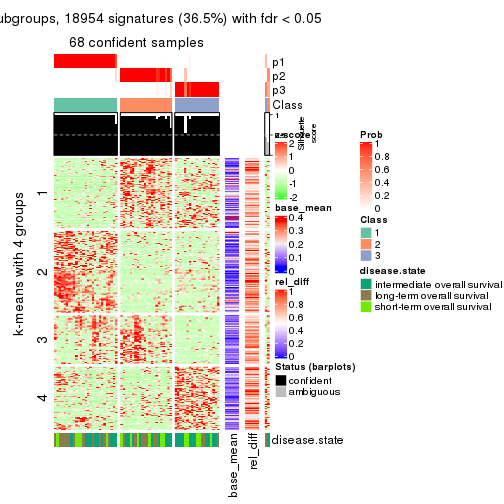 ubgroups, 18954 signatures (36.5%) with fdr < 0.05
68 confident samples
p1
p2
p3
Class
1
Silhouette
score
z-score
2
1
0
-1
-2
base_mean
0.4
0.3
0.2
0.1
0
rel_diff
1
0.8
0.6
0.4
0.2
0
Status (barplots)
confident
ambiguous
Prob
1
0.8
0.6
0.4
0.2
0
Class
1
2
3
disease.state
intermediate overall survival
long-term overall survival
short-term overall survival
k-means with 4 groups
1
2
3
4
disease.state
base_mean
rel_diff